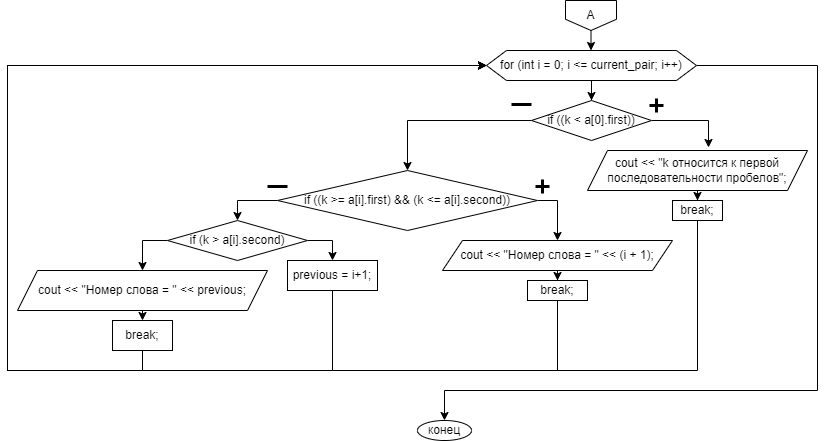 A
for (int i = 0; i <= current_pair; i++)
− +
if ((k < a[0].first))
cout << "k относится к первой
последовательности пробелов";
break;
− +
if ((k >= a[i].first) && (k <= a[i].second))
if (k > a[i].second)
cout << "Номер слова = " << (i + 1);
break;
previous = i+1;
cout << "Номер слова = " << previous;
break;
конец